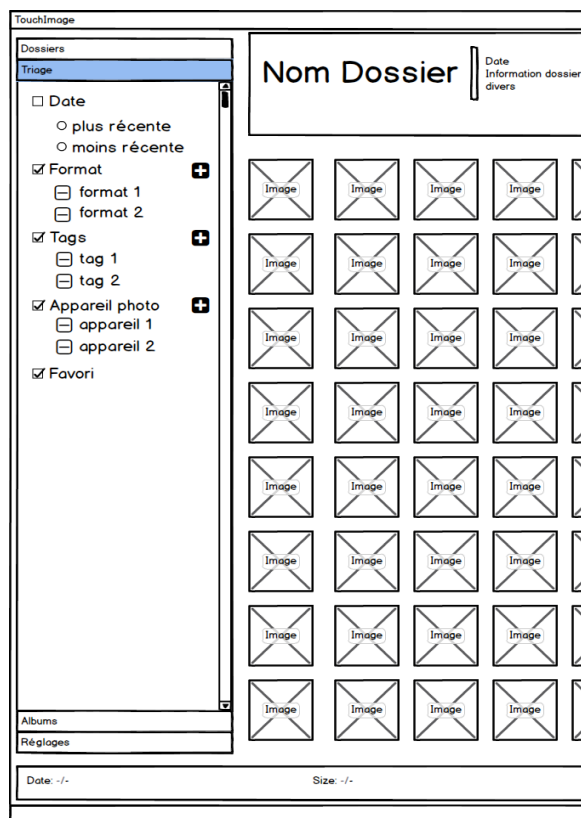 TouchImage
Dossiers
Triage
Date
plus récente
moins récente
Format
format 1
format 2
Tags
tag 1
tag 2
Appareil photo
appareil 1
appareil 2
Favori
Albums
Réglages
Nom Dossier
Date
Information dossier
divers
Image Image Image Image
Image Image Image Image
Image Image Image Image
Image Image Image Image
Image Image Image Image
Image Image Image Image
Image Image Image Image
Image Image Image Image
Date: -/- Size: -/-